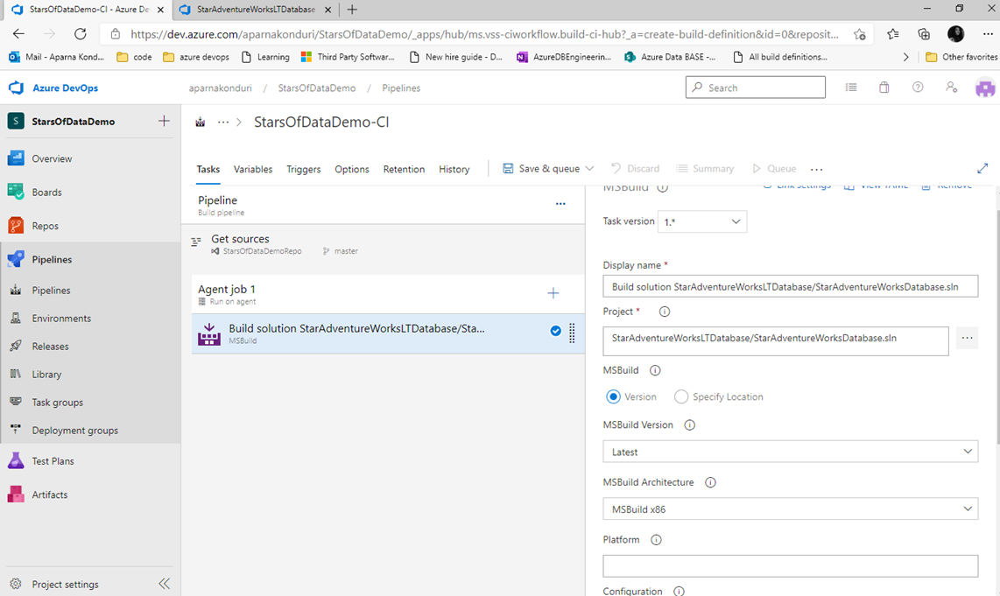 StarsOfDataDemo-CI - Azure De
StarAdventureWorksLTDatabase
https://dev.azure.com/aparnakonduri/StarsOfDataDemo/_apps/hub/ms.vss-ciworkflow.build-ci-hub?_a=create-build-definition&id=0&reposit...
Mail - Aparna Kond... code azure devops Learning Third Party Softwar... New hire guide - D... AzureDBEngineerin... Azure Data BASE -... All build definitions... Other favorites
Azure DevOps aparnakonduri / StarsOfDataDemo / Pipelines Search
S StarsOfDataDemo
Overview
Boards
Repos
Pipelines
Pipelines
Environments
Releases
Library
Task groups
Deployment groups
Test Plans
Artifacts
Project settings
StarsOfDataDemo-CI
Tasks Variables Triggers Options Retention History Save & queue Discard Summary Queue ...
Pipeline
Build pipeline
Get sources
StarsOfDataDemoRepo master
Agent job 1
Run on agent
Build solution StarAdventureWorksLTDatabase/Sta...
MSBuild
MSBuild Link settings View YAML Remove
Task version 1.*
Display name *
Build solution StarAdventureWorksLTDatabase/StarAdventureWorksDatabase.sln
Project *
StarAdventureWorksLTDatabase/StarAdventureWorksDatabase.sln
MSBuild
Version Specify Location
MSBuild Version
Latest
MSBuild Architecture
MSBuild x86
Platform
Configuration